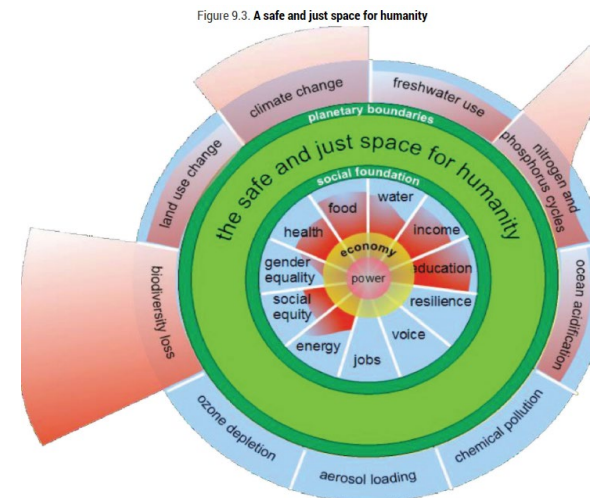 Figure 9.3. A safe and just space for humanity
climate change
freshwater use
nitrogen and
phosphorus cycles
ocean acidification
chemical pollution
aerosol loading
ozone depletion
biodiversity loss
land use change
planetary boundaries
the safe and just space for humanity
social foundation
water
income
education
resilience
voice
jobs
energy
social
equity
gender
equality
health
food
economy
power